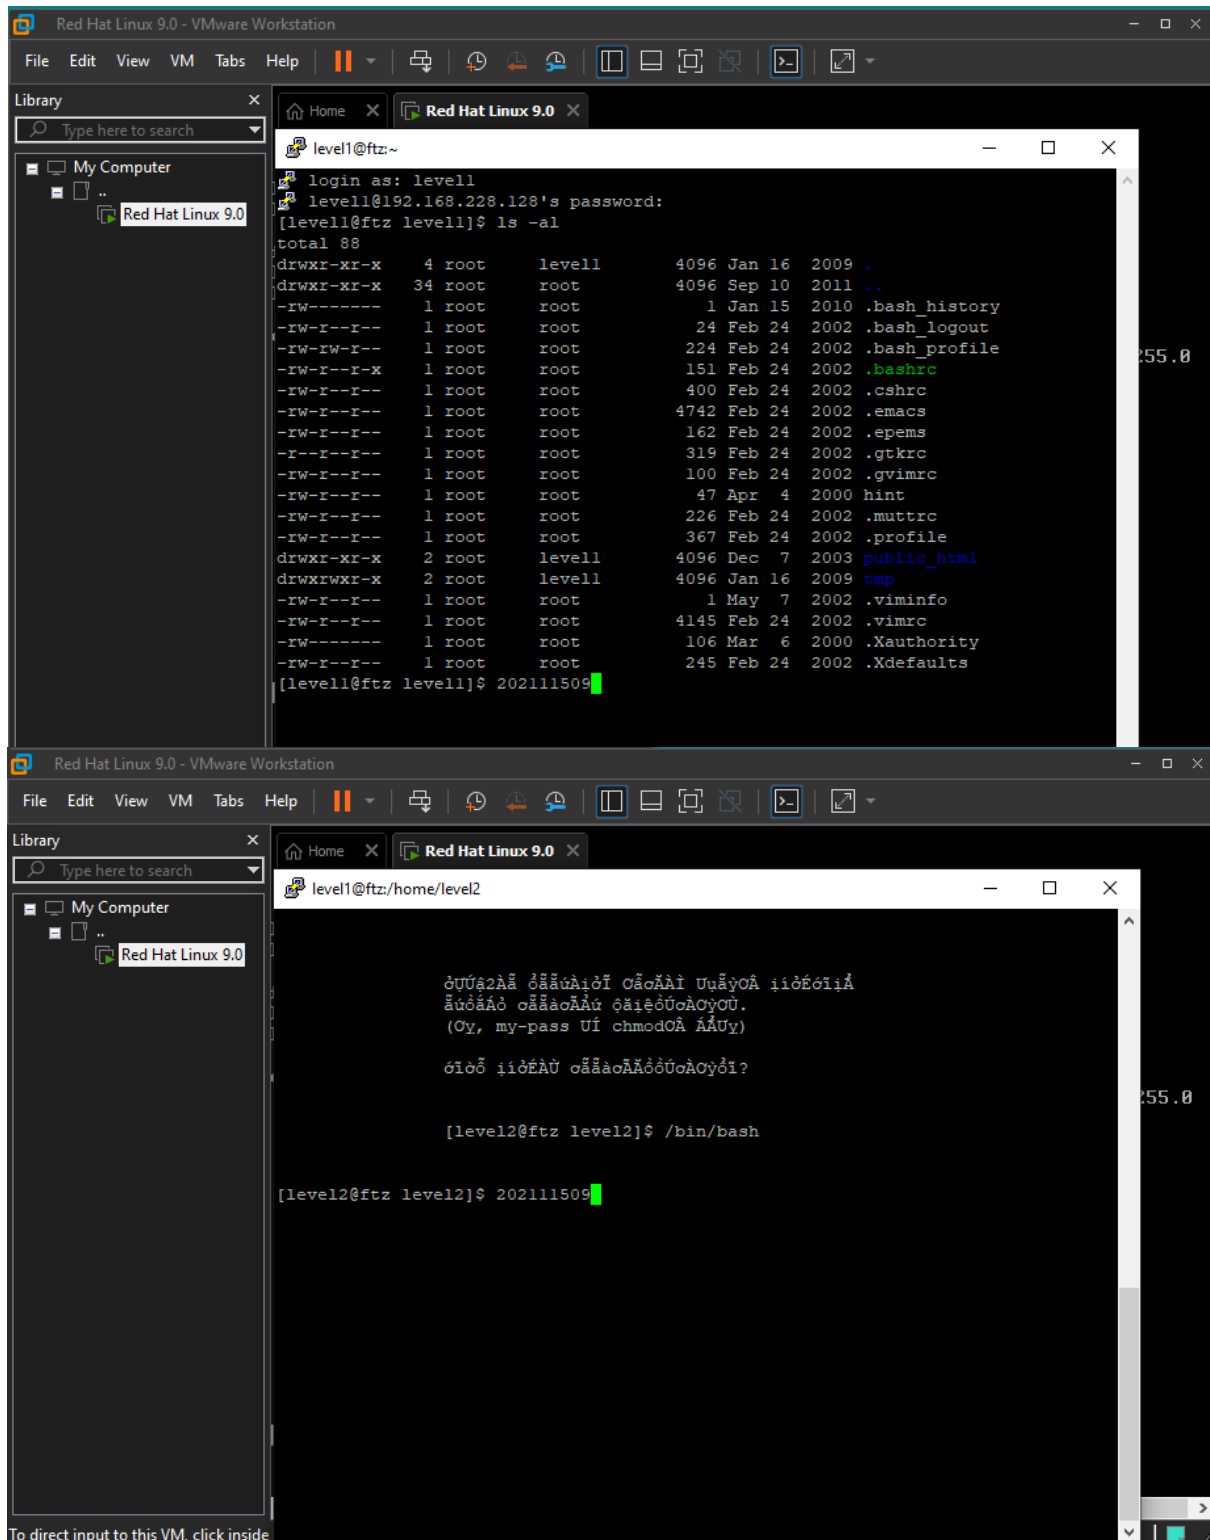 Red Hat Linux 9.0 - VMware Workstation
File Edit View VM Tabs Help
Library
Home
Red Hat Linux 9.0
Type here to search
level1@ftz:~
My Computer
..
Red Hat Linux 9.0
login as: level1
level1@192.168.228.128's password:
[level1@ftz level1]$ ls -al
total 88
drwxr-xr-x 4 root level1 4096 Jan 16 2009 .
drwxr-xr-x 34 root root 4096 Sep 10 2011 ..
-rw------- 1 root root 1 Jan 15 2010 .bash_history
-rw-r--r-- 1 root root 24 Feb 24 2002 .bash_logout
-rw-rw-r-- 1 root root 224 Feb 24 2002 .bash_profile
255.0
-rw-r--r-x 1 root root 151 Feb 24 2002 .bashrc
-rw-r--r-- 1 root root 400 Feb 24 2002 .cshrc
-rw-r--r-- 1 root root 4742 Feb 24 2002 .emacs
-rw-r--r-- 1 root root 162 Feb 24 2002 .epems
-r--r--r-- 1 root root 319 Feb 24 2002 .gtkrc
-rw-r--r-- 1 root root 100 Feb 24 2002 .gvimrc
-rw-r--r-- 1 root root 47 Apr 4 2000 hint
-rw-r--r-- 1 root root 226 Feb 24 2002 .muttrc
-rw-r--r-- 1 root root 367 Feb 24 2002 .profile
drwxr-xr-x 2 root level1 4096 Dec 7 2003 public_html
drwxrwxr-x 2 root level1 4096 Jan 16 2009 tmp
-rw-r--r-- 1 root root 1 May 7 2002 .viminfo
-rw-r--r-- 1 root root 4145 Feb 24 2002 .vimrc
-rw------- 1 root root 106 Mar 6 2000 .Xauthority
-rw-r--r-- 1 root root 245 Feb 24 2002 .Xdefaults
[level1@ftz level1]$ 202111509
Red Hat Linux 9.0 - VMware Workstation
File Edit View VM Tabs Help
Library
Home
Red Hat Linux 9.0
Type here to search
level1@ftz:/home/level2
My Computer
..
Red Hat Linux 9.0
my-pass
chmod
255.0
[level2@ftz level2]$ /bin/bash
[level2@ftz level2]$ 202111509
To direct input to this VM, click inside